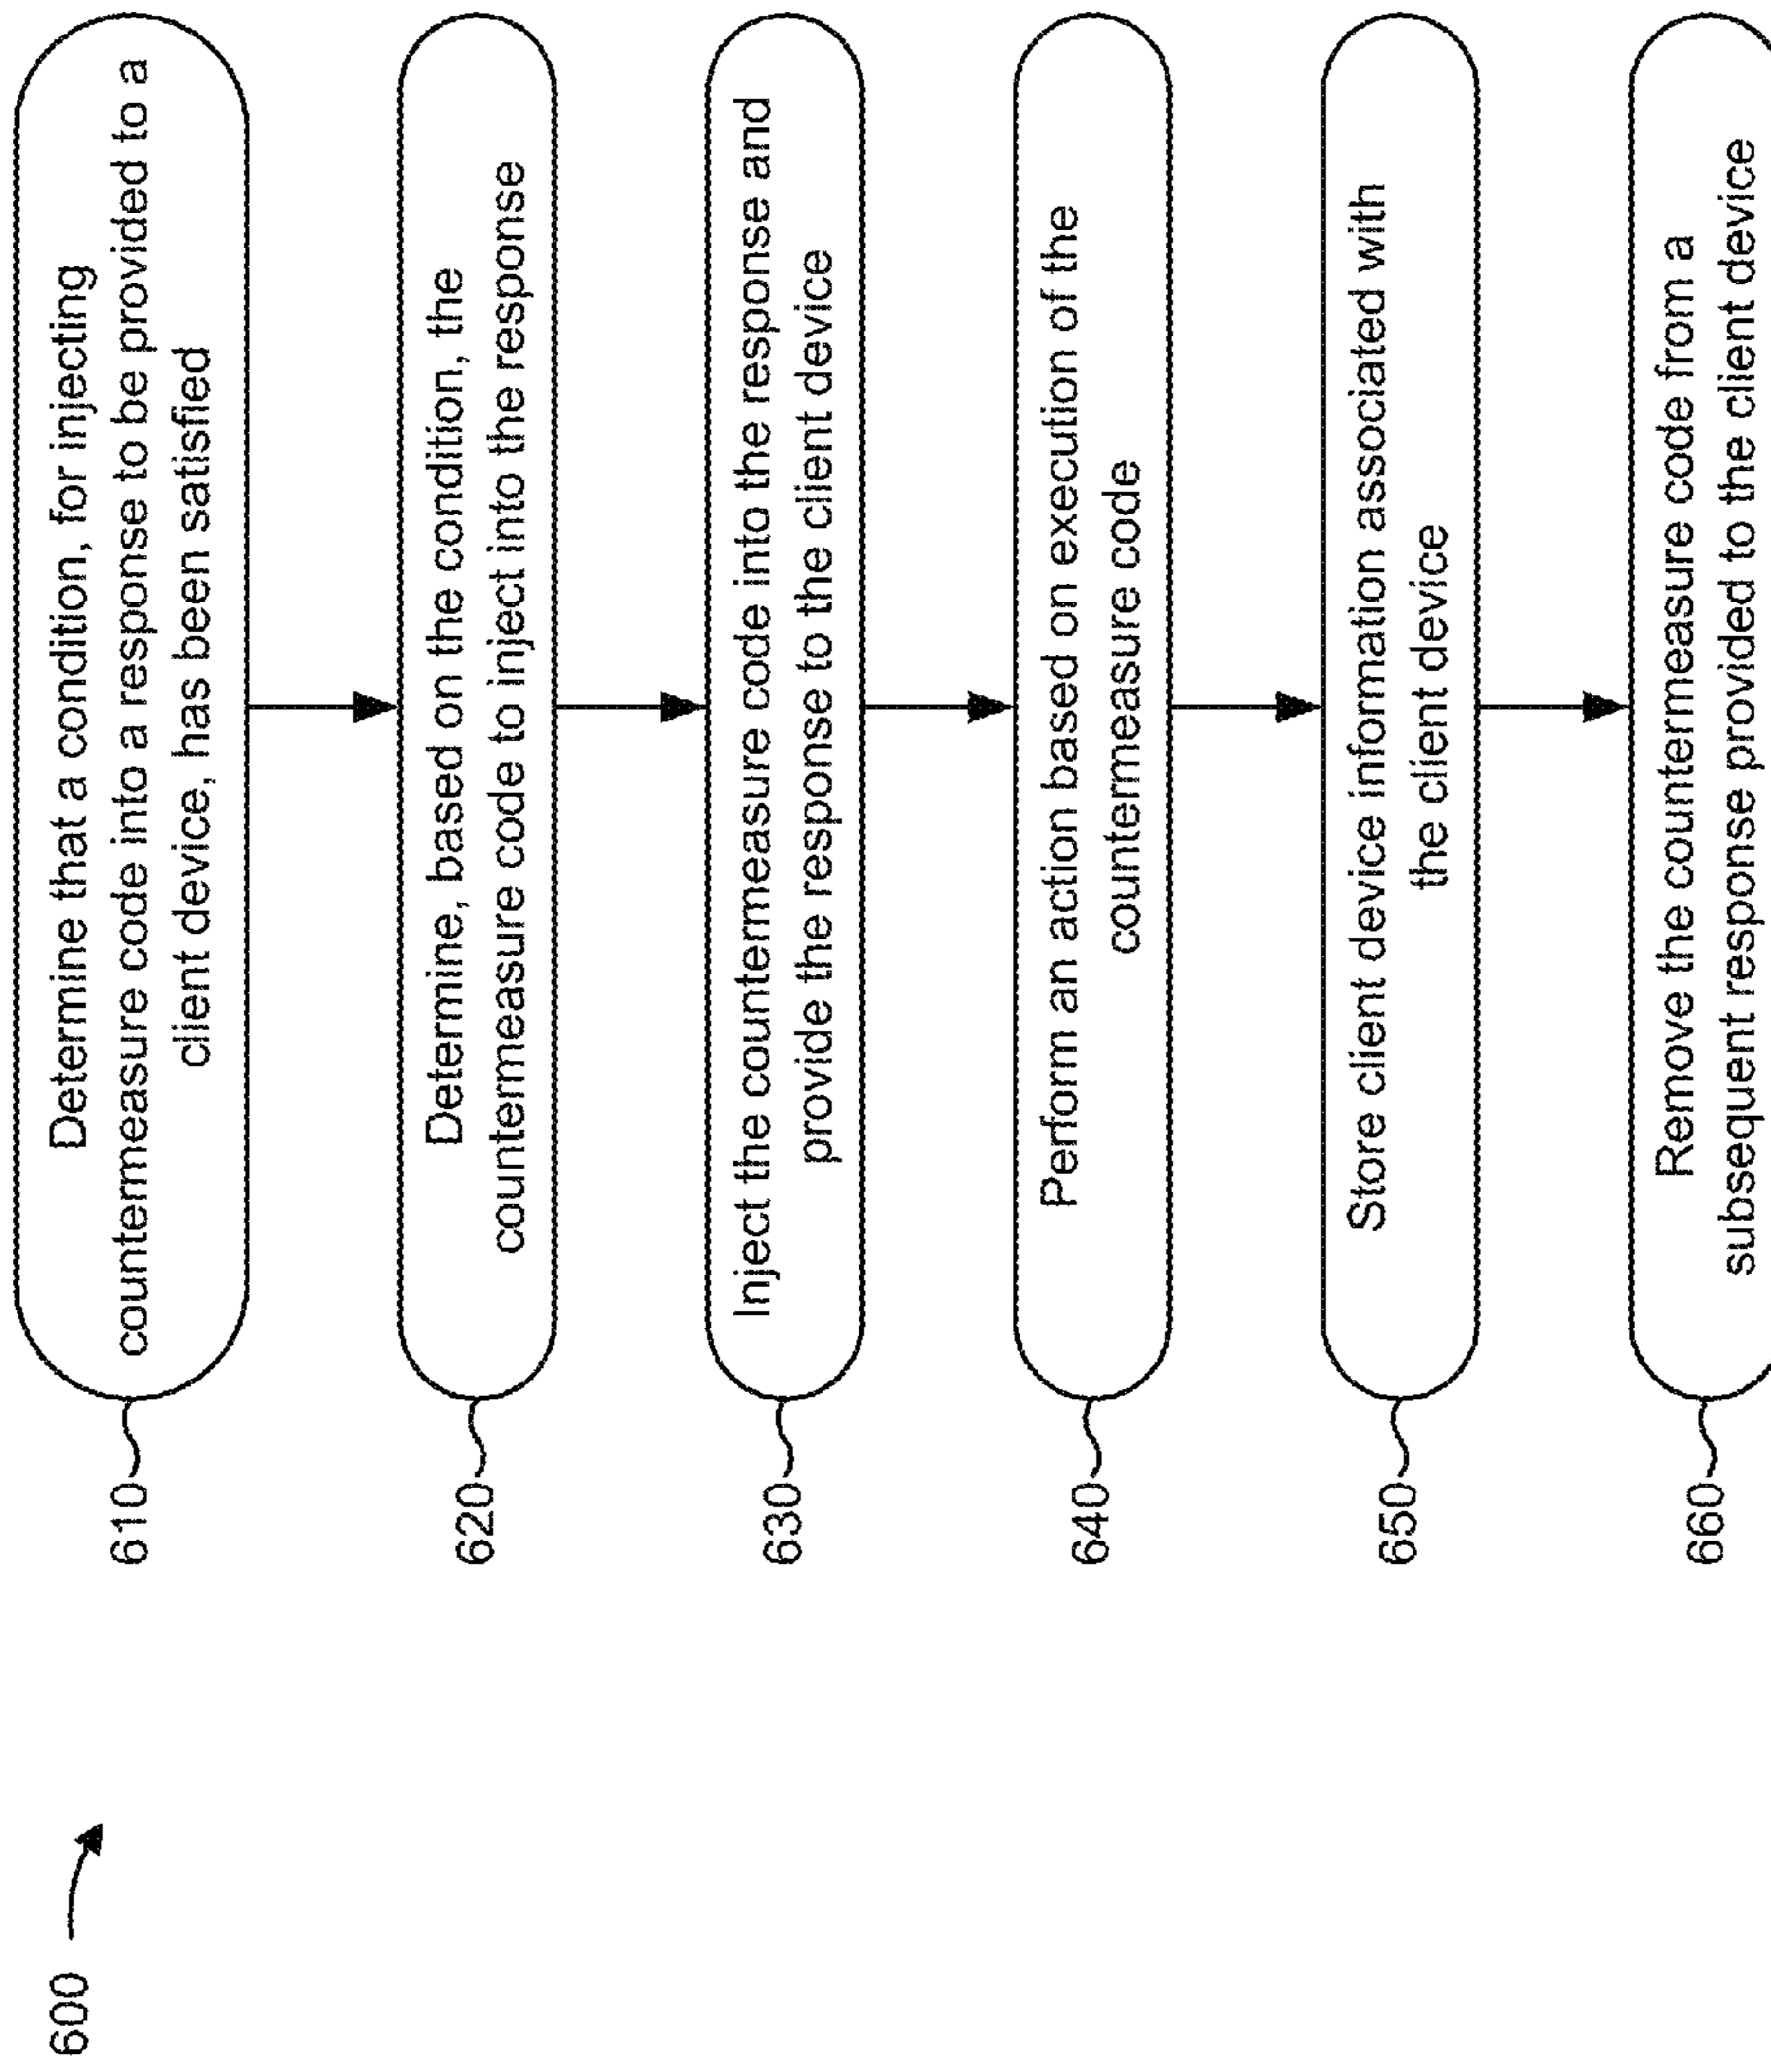 600
610
Determine that a condition, for injecting
countermeasure code into a response to be provided to a
client device, has been satisfied
620
Determine, based on the condition, the
countermeasure code to inject into the response
630
Inject the countermeasure code into the response and
provide the response to the client device
640
Perform an action based on execution of the
countermeasure code
650
Store client device information associated with
the client device
660
Remove the countermeasure code from a
subsequent response provided to the client device